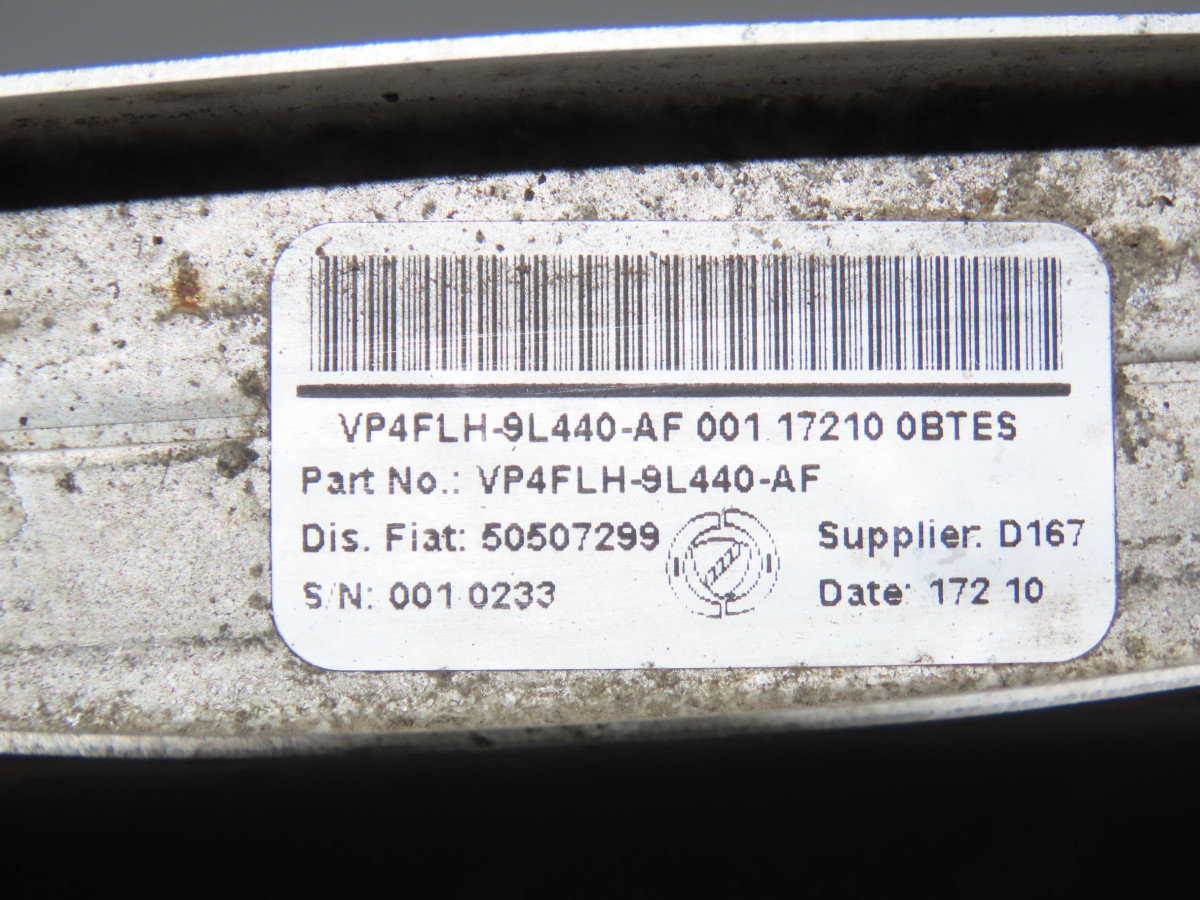 VP4FLH-9L440-AF 001 17210 0BTES
Part No.: VP4FLH-9L440-AF
Dis. Fiat: 50507299
Supplier: D167
S/N: 001 0233
Date: 172 10